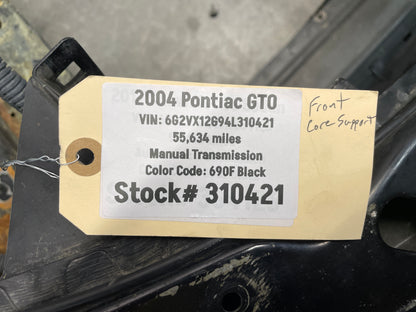 2004 Pontiac GTO
VIN: 6G2VX12G94L310421
55,634 miles
Manual Transmission
Color Code: 690F Black
Stock# 310421
Front
Core Support